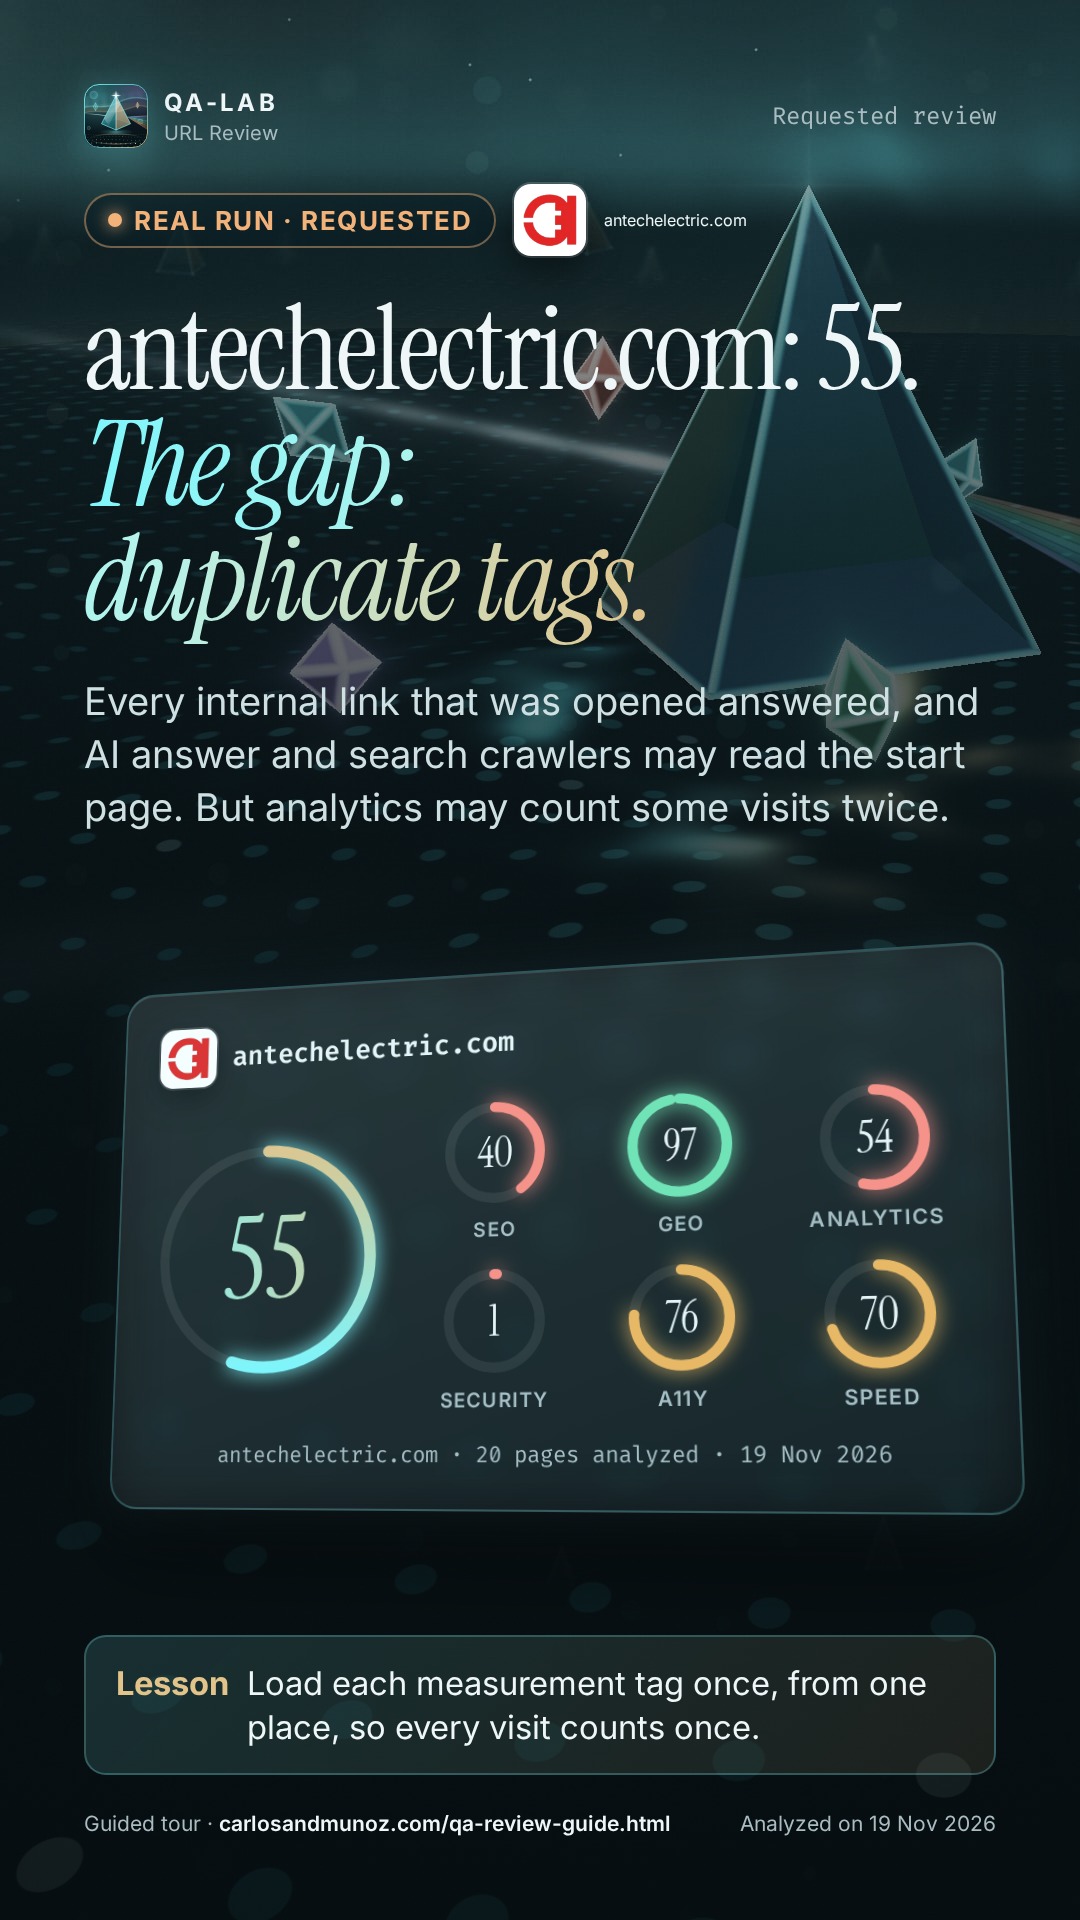 QA-LAB
URL Review
Requested review
REAL RUN · REQUESTED
antechelectric.com
antechelectric.com: 55.
The gap:
duplicate tags.
Every internal link that was opened answered, and
AI answer and search crawlers may read the start
page. But analytics may count some visits twice.
antechelectric.com
55
40
SEO
97
GEO
54
ANALYTICS
1
SECURITY
76
A11Y
70
SPEED
antechelectric.com · 20 pages analyzed · 19 Nov 2026
Lesson Load each measurement tag once, from one
place, so every visit counts once.
Guided tour · carlosandmunoz.com/qa-review-guide.html
Analyzed on 19 Nov 2026